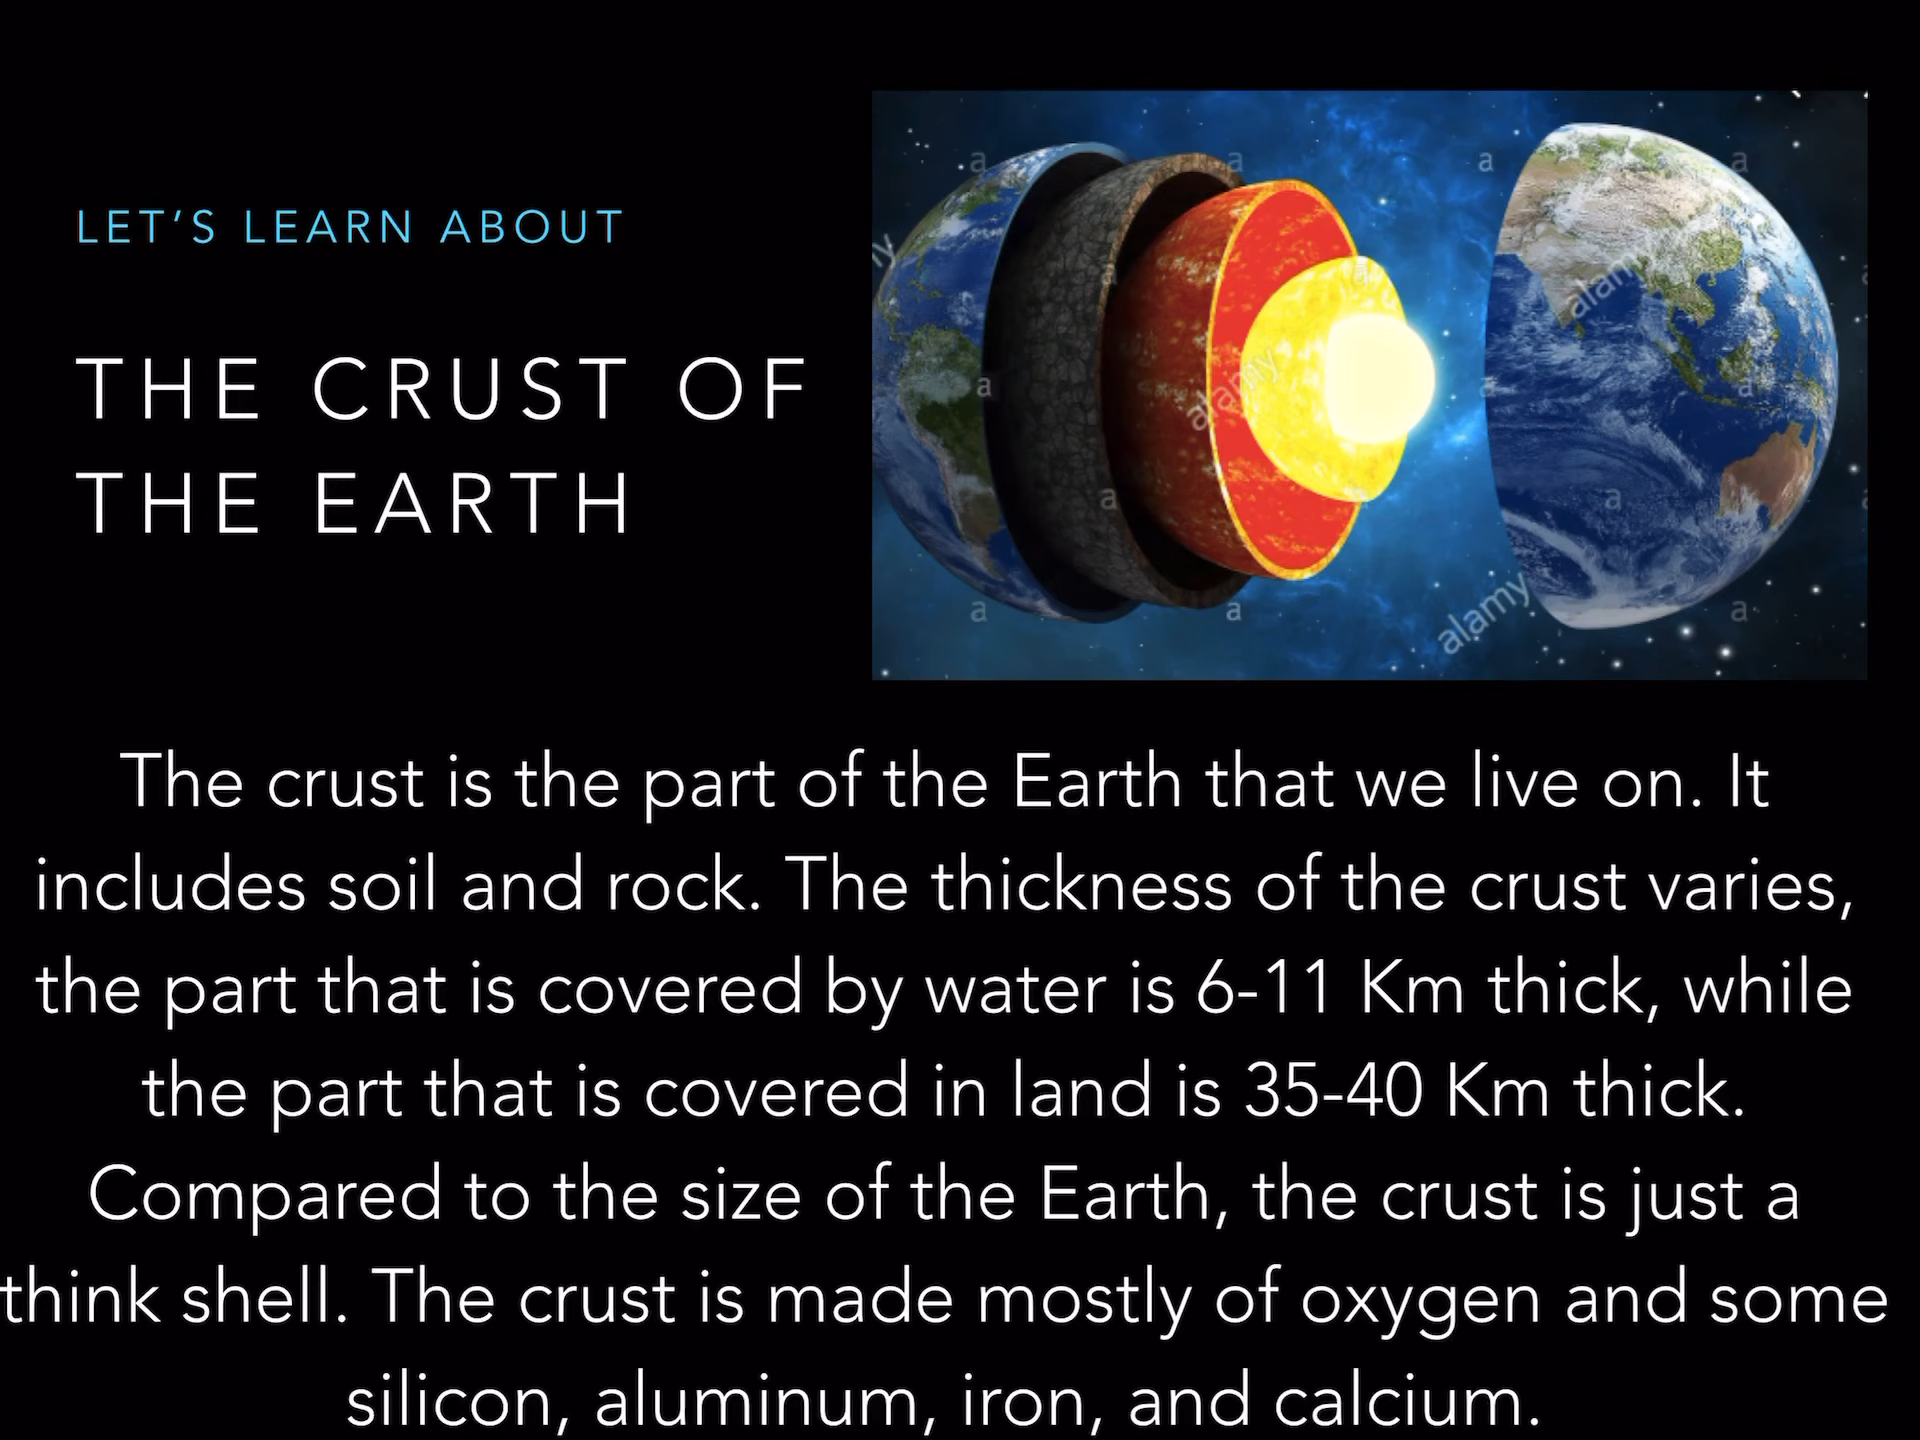 LET'S LEARN ABOUT
THE CRUST OF
THE EARTH
a a a a
alamy
a a a
alamy
alamy
a a
a a a
alamy
The crust is the part of the Earth that we live on. It
includes soil and rock. The thickness of the crust varies,
the part that is covered by water is 6-11 Km thick, while
the part that is covered in land is 35-40 Km thick.
Compared to the size of the Earth, the crust is just a
think shell. The crust is made mostly of oxygen and some
silicon, aluminum, iron, and calcium.